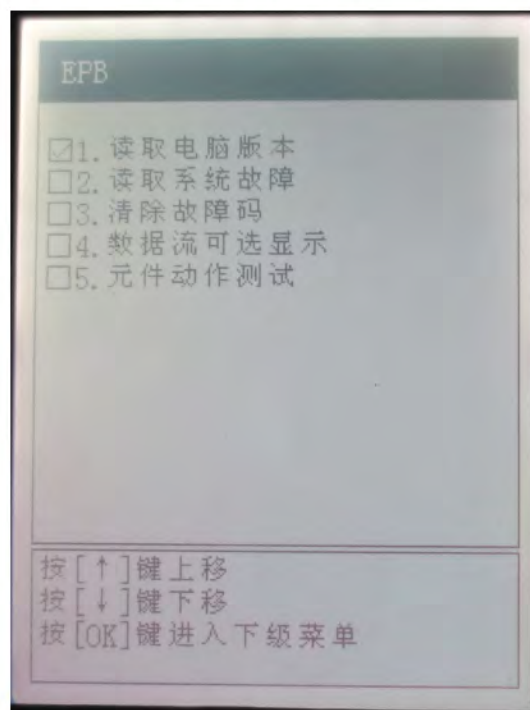 EPB
☑1.读取电脑版本
□2.读取系统故障
□3.清除故障码
□4.数据流可选显示
□5.元件动作测试
按[↑]键上移
按[↓]键下移
按[OK]键进入下级菜单